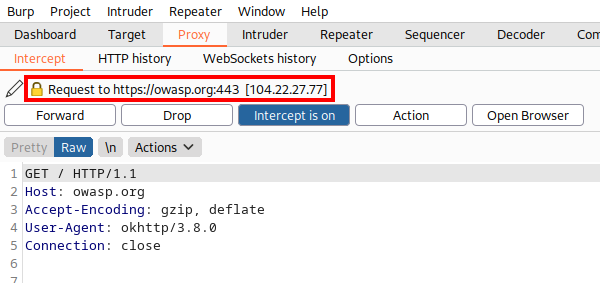 Burp Project Intruder Repeater Window Help
Dashboard Target Proxy Intruder Repeater Sequencer Decoder Com
Intercept HTTP history WebSockets history Options
Request to https://owasp.org:443 [104.22.27.77]
Forward Drop Intercept is on Action Open Browser
Pretty Raw \n Actions
1 GET / HTTP/1.1
2 Host: owasp.org
3 Accept-Encoding: gzip, deflate
4 User-Agent: okhttp/3.8.0
5 Connection: close
6
7